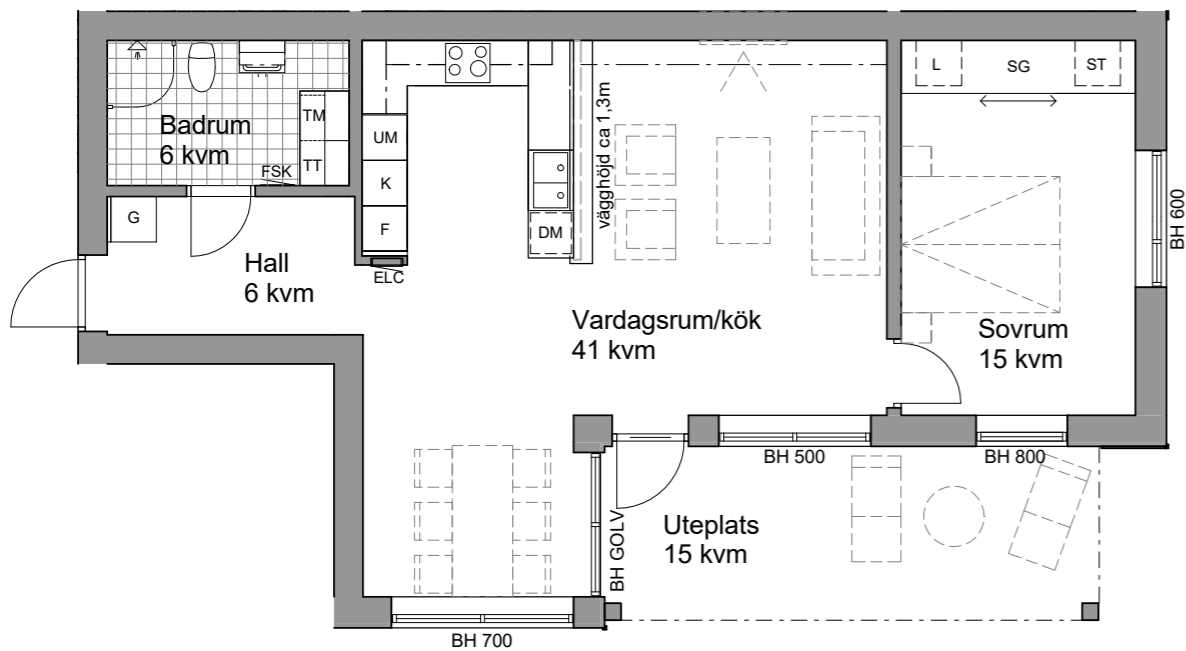 Badrum
6 kvm
TM
TT
FSK
G
Hall
6 kvm
UM
K
F
ELC
DM
vägghöjd ca 1,3m
Vardagsrum/kök
41 kvm
L
SG
ST
BH 600
Sovrum
15 kvm
BH 500
BH 800
BH GOLV
Uteplats
15 kvm
BH 700